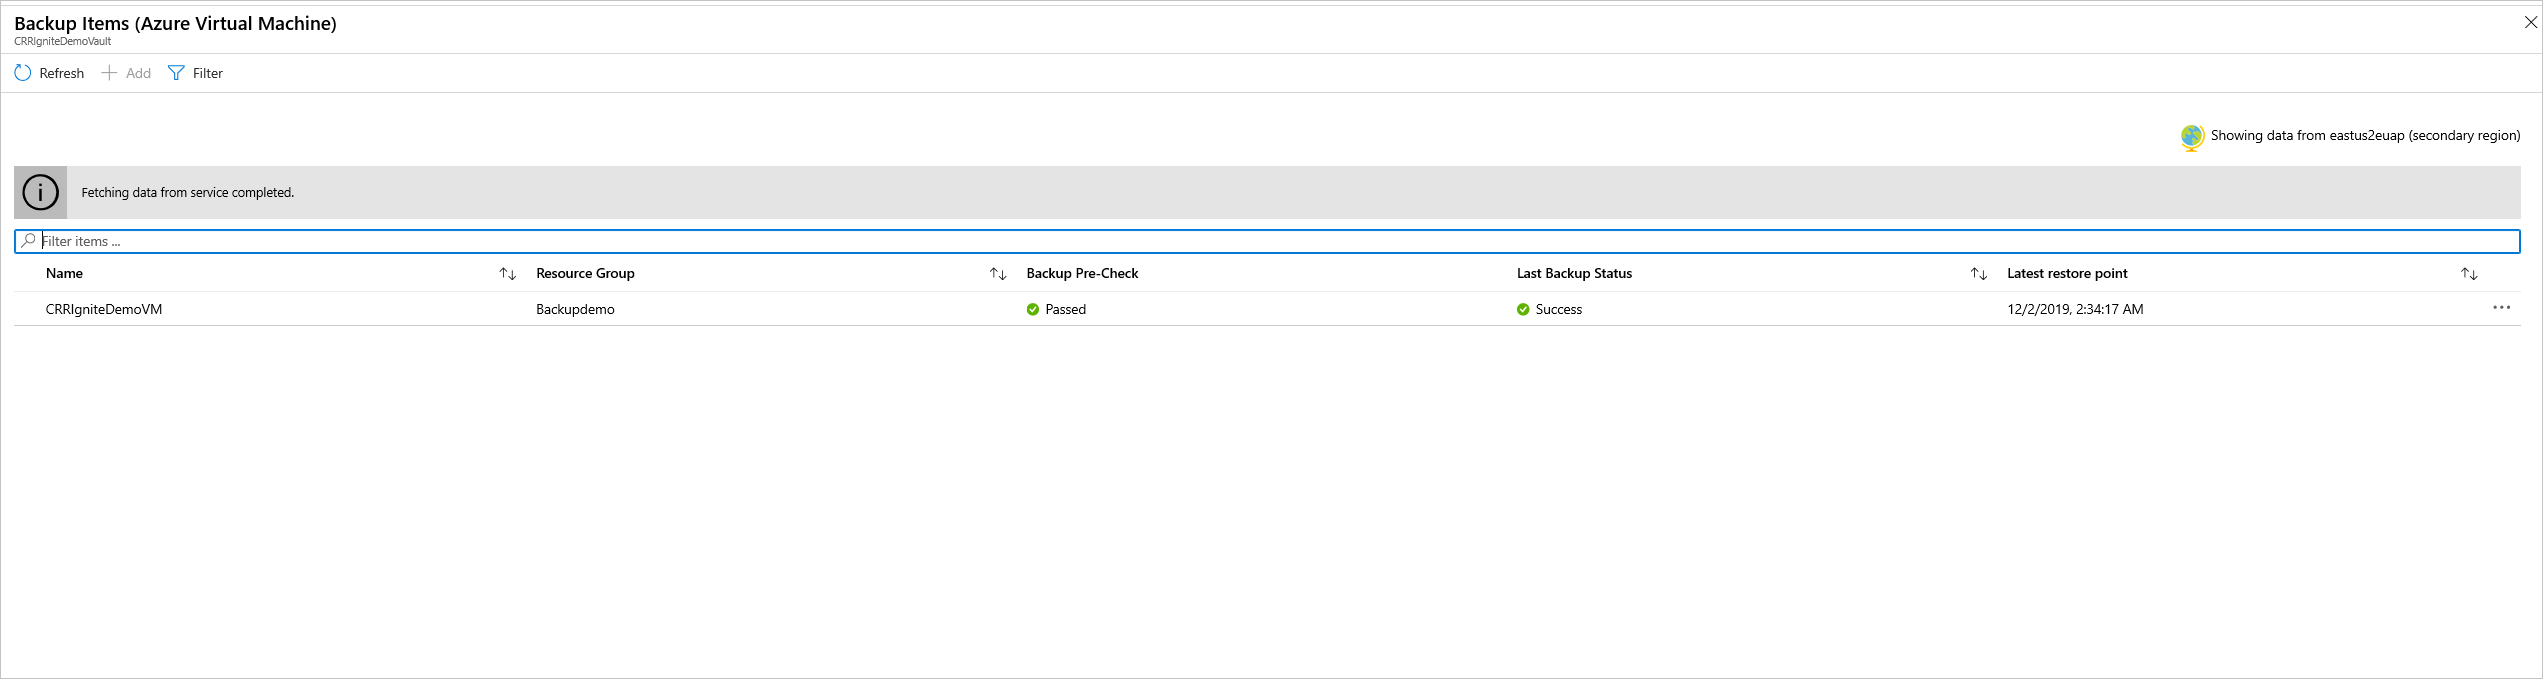 Backup Items (Azure Virtual Machine)
CRRIgniteDemoVault
Refresh Add Filter
Showing data from eastus2euap (secondary region)
Fetching data from service completed.
Filter items ...
Name Resource Group Backup Pre-Check Last Backup Status Latest restore point
CRRIgniteDemoVM Backupdemo Passed Success 12/2/2019, 2:34:17 AM